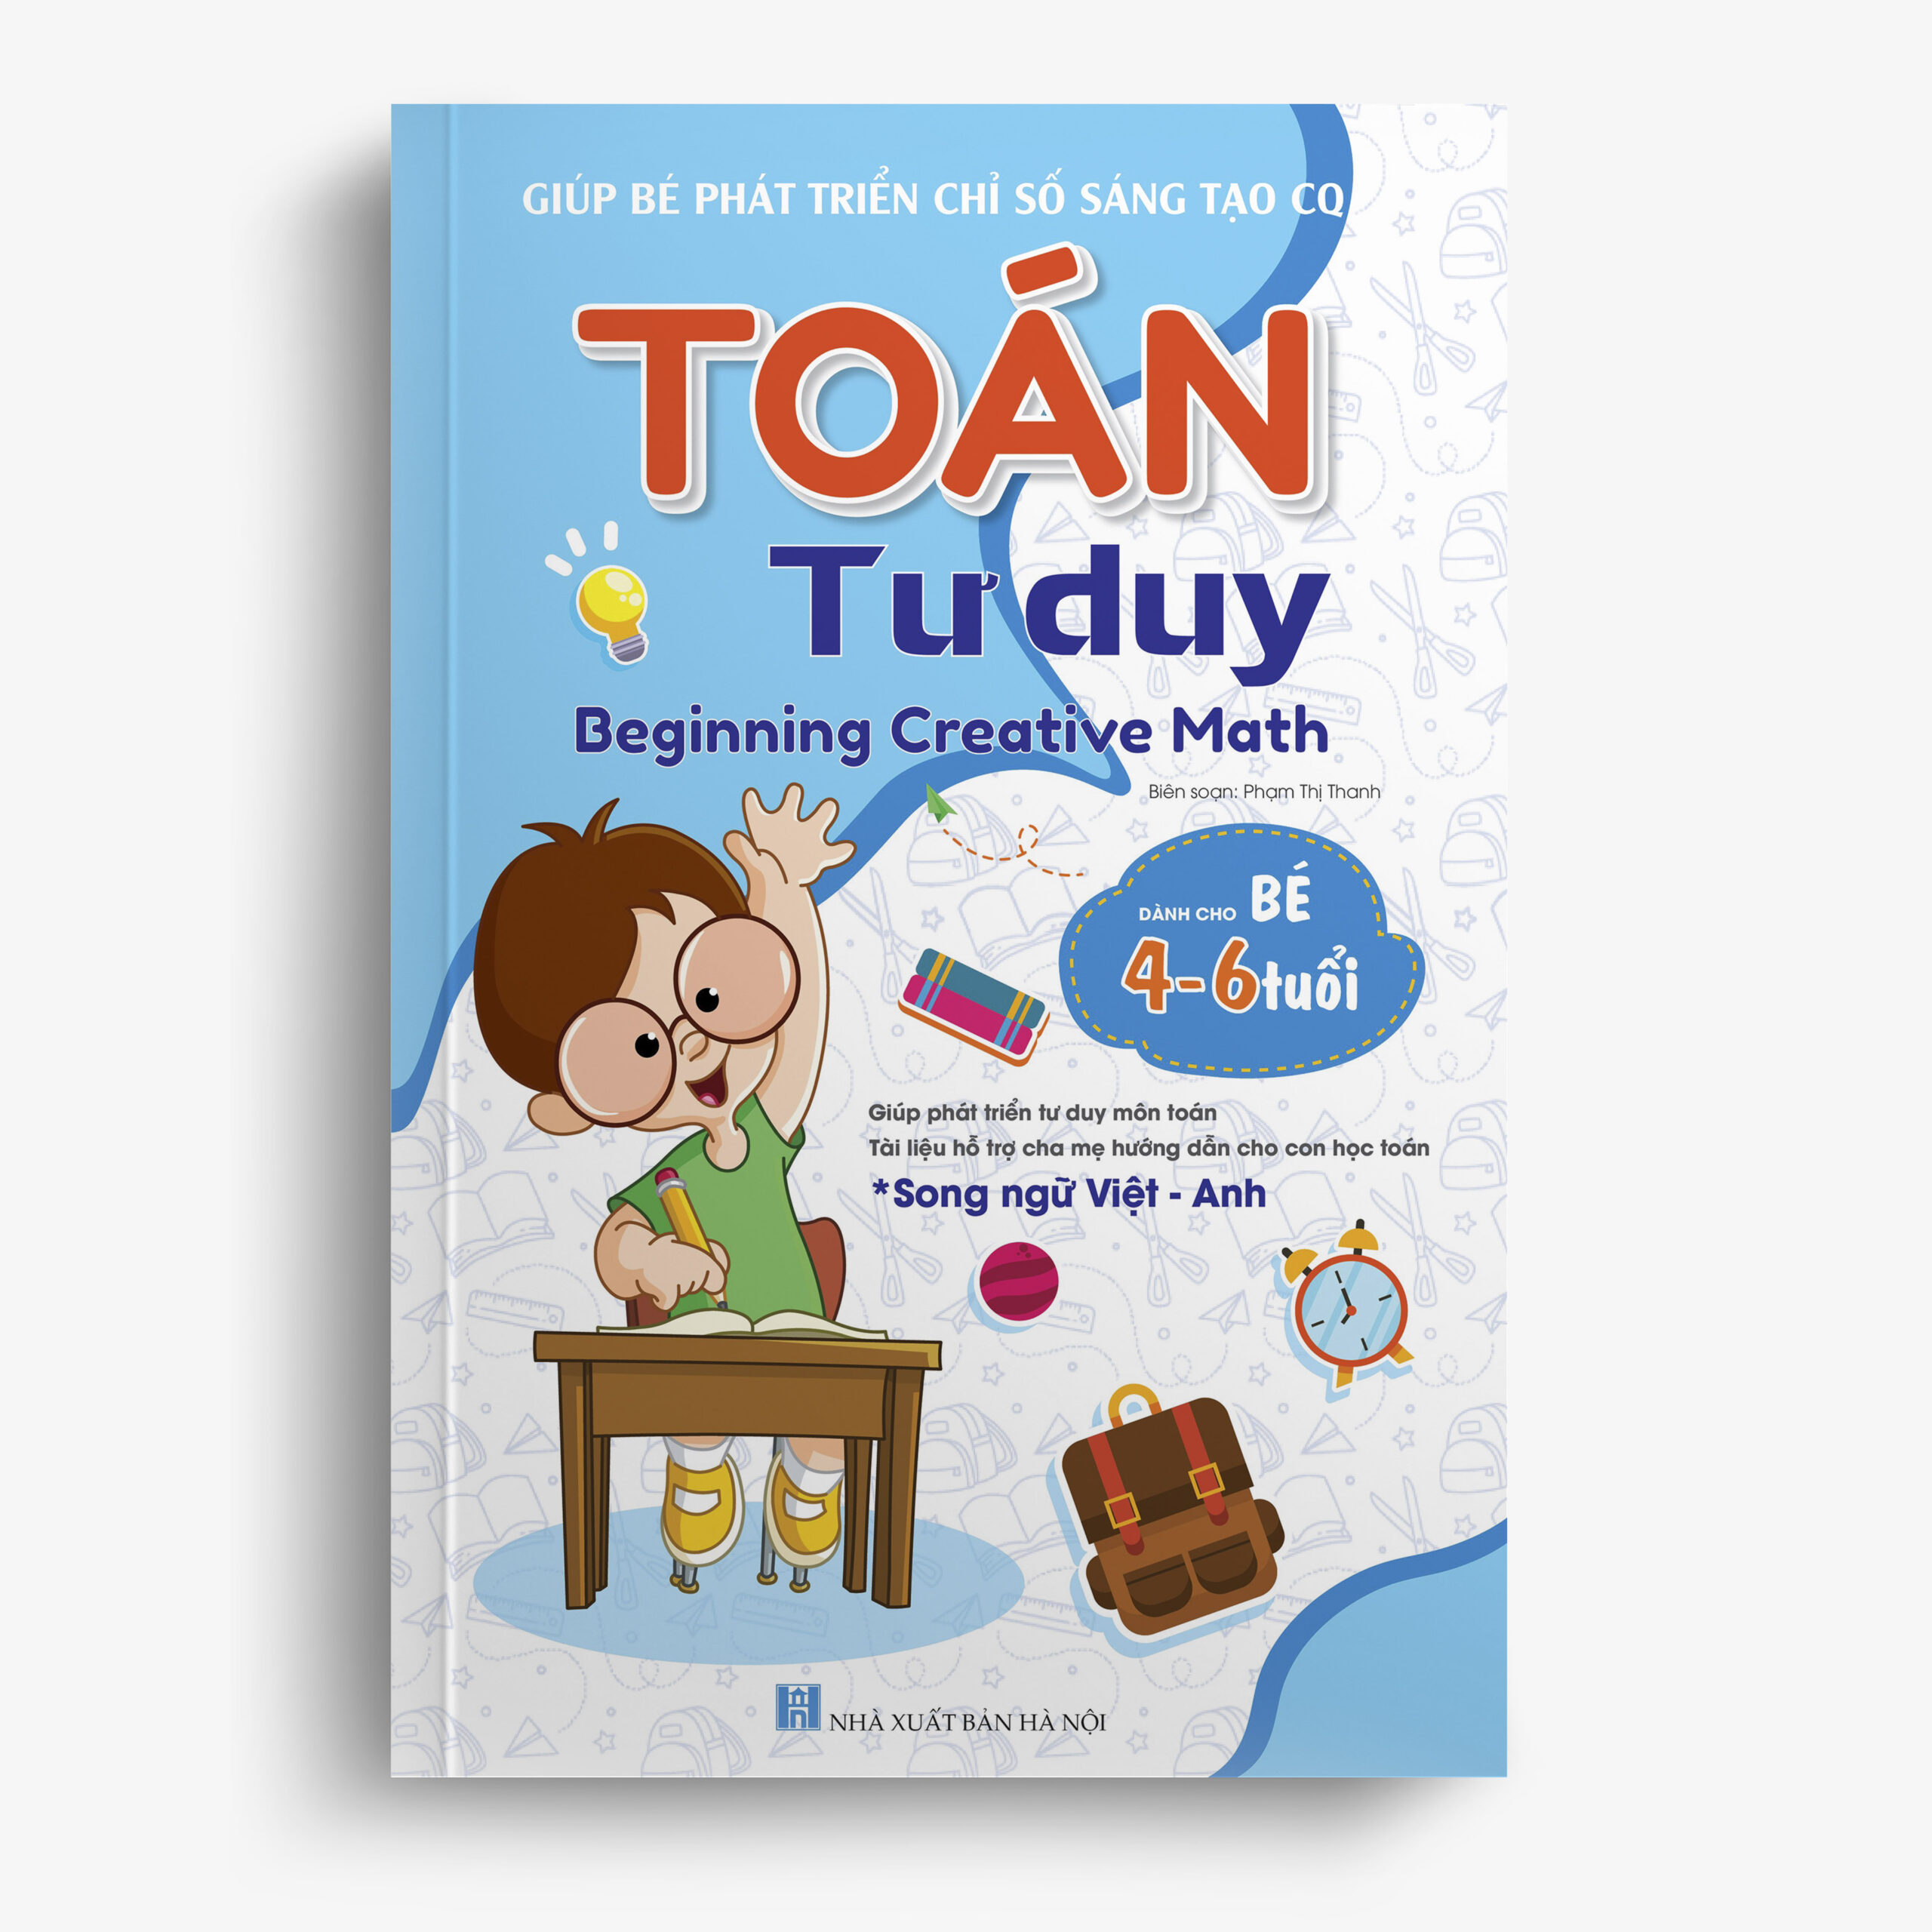 GIÚP BÉ PHÁT TRIỂN CHỈ SỐ SÁNG TẠO CQ
TOÁN
Tư duy
Beginning Creative Math
Biên soạn: Phạm Thị Thanh
DÀNH CHO BÉ
4-6 tuổi
Giúp phát triển tư duy môn toán
Tài liệu hỗ trợ cha mẹ hướng dẫn cho con học toán
*Song ngữ Việt - Anh
NHÀ XUẤT BẢN HÀ NỘI